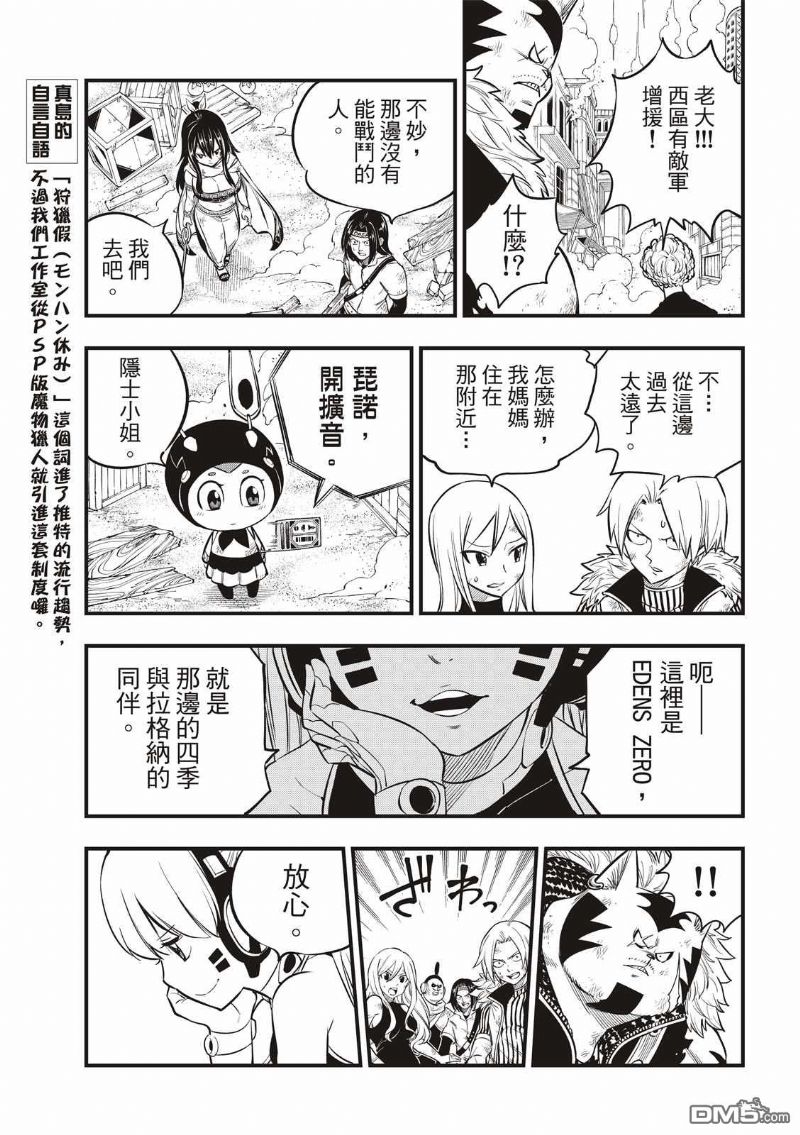 老大!!!
西區有敵軍
增援！
什麼!?
不妙，
那邊沒有
能戰鬥的
人。
我們
去吧。
不…
從這邊
過去
太遠了。
怎麼辦，
我媽媽
住在
那附近…
琵諾，
開擴音。
隱士小姐。
呃——
這裡是
EDENS ZERO，
就是
那邊的四季
與拉格納的
同伴。
!!
ざわっ
放心。
真島的
自言自語
「狩獵假（モンハン休み）」這個詞進了推特的流行趨勢，
不過我們工作室從PSP版魔物獵人就引進這套制度囉。
DM5.com